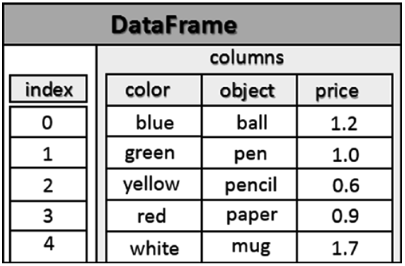 DataFrame
columns
index color object price
0 blue ball 1.2
1 green pen 1.0
2 yellow pencil 0.6
3 red paper 0.9
4 white mug 1.7